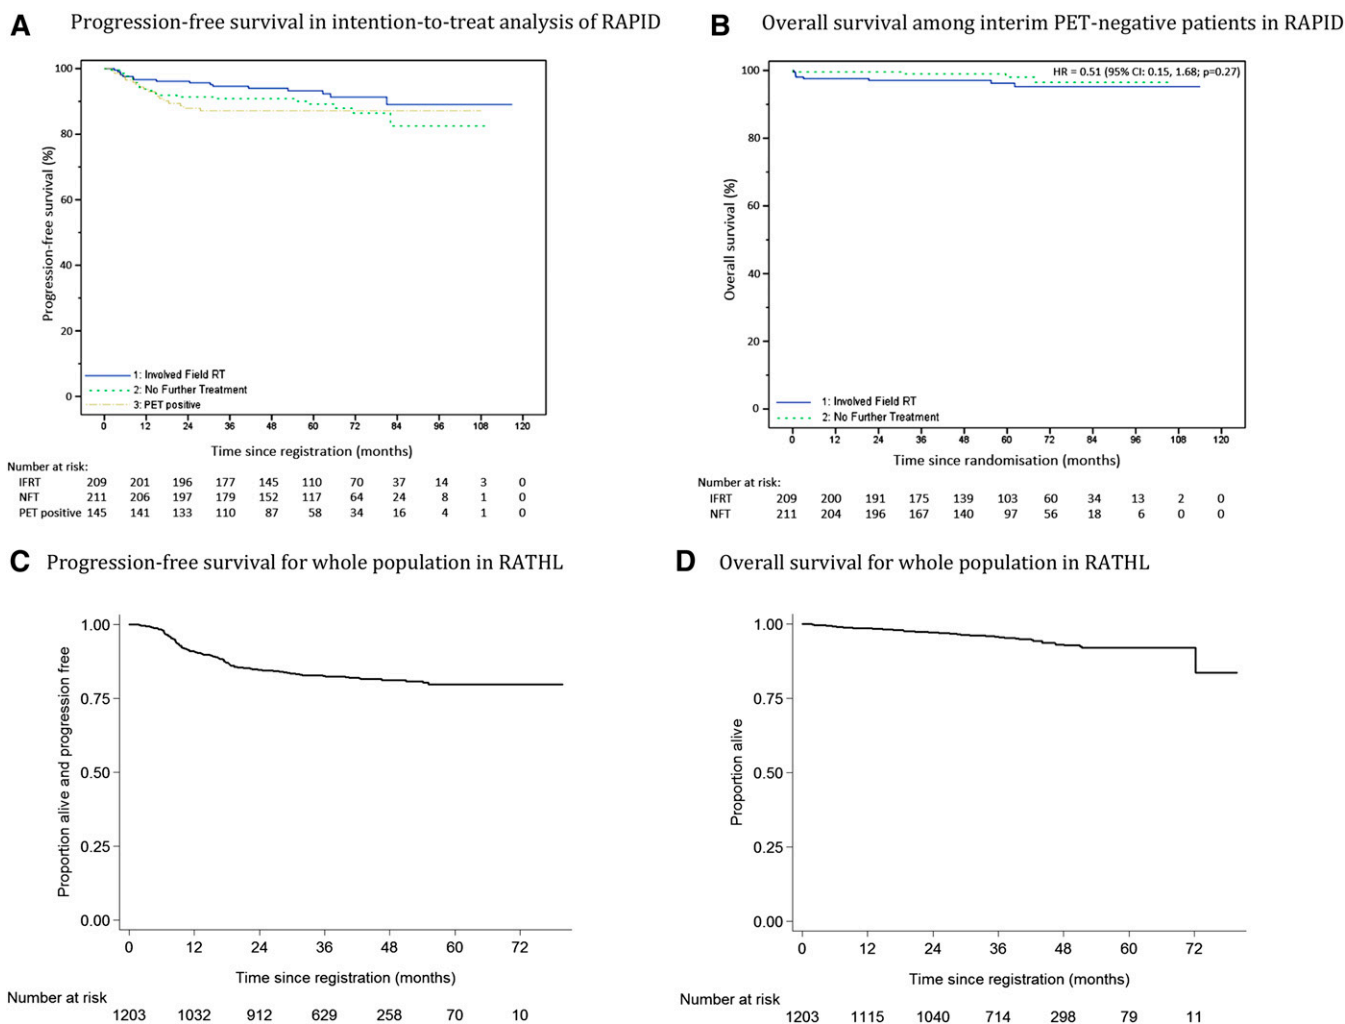 A Progression-free survival in intention-to-treat analysis of RAPID
100
80
60
40
20
0
Progression-free survival (%)
1: Involved Field RT
2: No Further Treatment
3: PET positive
0 12 24 36 48 60 72 84 96 108 120
Time since registration (months)
Number at risk:
IFRT 209 201 196 177 145 110 70 37 14 3 0
NFT 211 206 197 179 152 117 64 24 8 1 0
PET positive 145 141 133 110 87 58 34 16 4 1 0
B Overall survival among interim PET-negative patients in RAPID
HR = 0.51 (95% CI: 0.15, 1.68; p=0.27)
100
80
60
40
20
0
Overall survival (%)
1: Involved Field RT
2: No Further Treatment
0 12 24 36 48 60 72 84 96 108 120
Time since randomisation (months)
Number at risk:
IFRT 209 200 191 175 139 103 60 34 13 2 0
NFT 211 204 196 167 140 97 56 18 6 0 0
C Progression-free survival for whole population in RATHL
1.00
0.75
0.50
0.25
0.00
Proportion alive and progression free
0 12 24 36 48 60 72
Time since registration (months)
Number at risk
1203 1032 912 629 258 70 10
D Overall survival for whole population in RATHL
1.00
0.75
0.50
0.25
0.00
Proportion alive
0 12 24 36 48 60 72
Time since registration (months)
Number at risk
1203 1115 1040 714 298 79 11